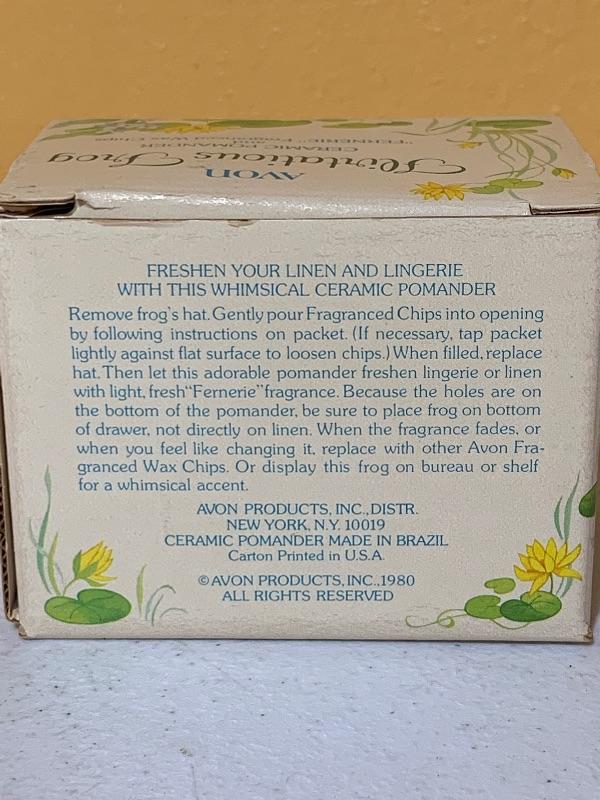 AVON
Flirtatious Frog
CERAMIC POMANDER
and
"FERNERIE" Fragranced Wax Chips
FRESHEN YOUR LINEN AND LINGERIE
WITH THIS WHIMSICAL CERAMIC POMANDER
Remove frog's hat. Gently pour Fragranced Chips into opening
by following instructions on packet. (If necessary, tap packet
lightly against flat surface to loosen chips.) When filled, replace
hat. Then let this adorable pomander freshen lingerie or linen
with light, fresh "Fernerie" fragrance. Because the holes are on
the bottom of the pomander, be sure to place frog on bottom
of drawer, not directly on linen. When the fragrance fades, or
when you feel like changing it, replace with other Avon Fra-
granced Wax Chips. Or display this frog on bureau or shelf
for a whimsical accent.
AVON PRODUCTS, INC., DISTR.
NEW YORK, N.Y. 10019
CERAMIC POMANDER MADE IN BRAZIL
Carton Printed in U.S.A.
© AVON PRODUCTS, INC., 1980
ALL RIGHTS RESERVED